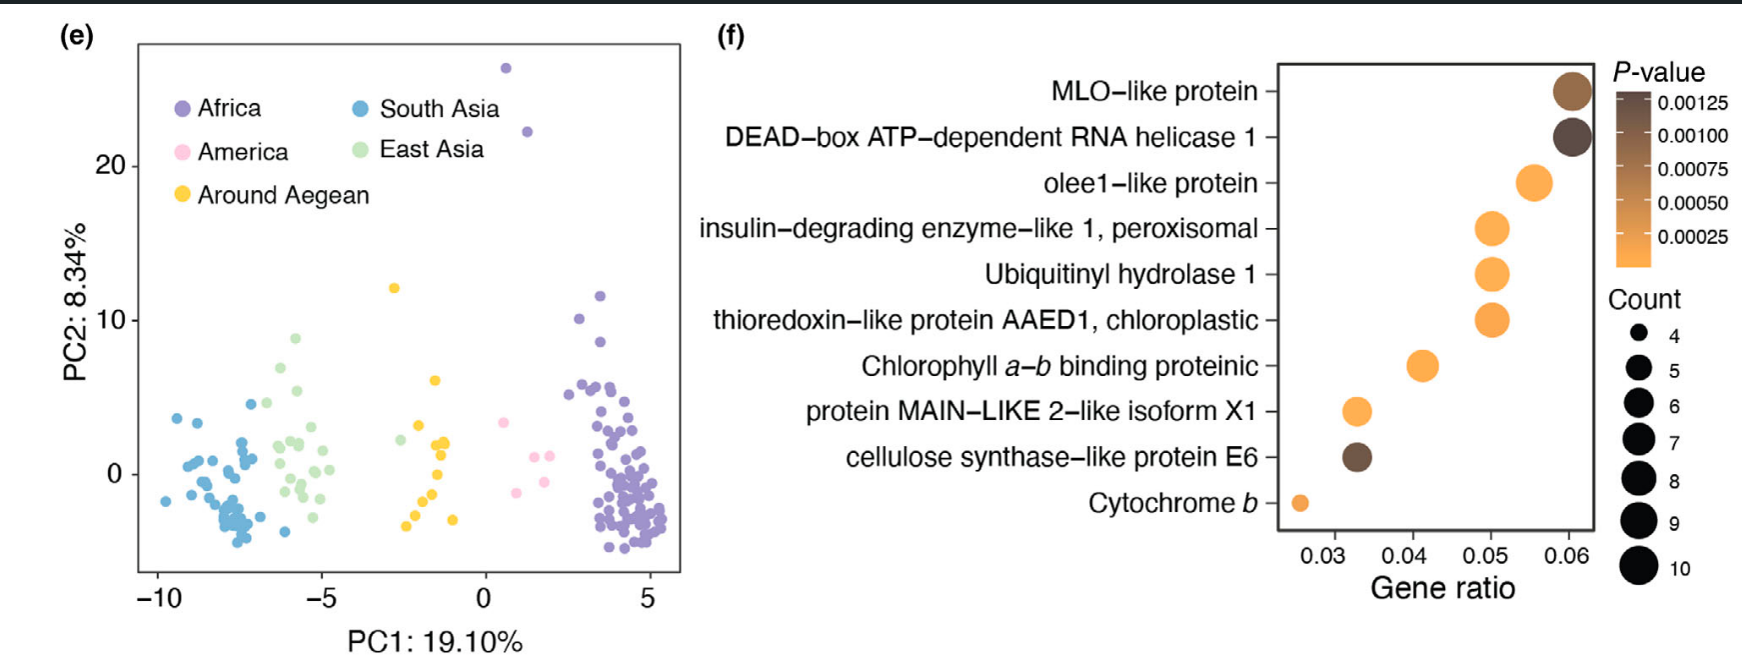 (e)
Africa
South Asia
America
East Asia
Around Aegean
20
10
0
PC2: 8.34%
−10
−5
0
5
PC1: 19.10%
(f)
MLO−like protein
DEAD−box ATP−dependent RNA helicase 1
olee1−like protein
insulin−degrading enzyme−like 1, peroxisomal
Ubiquitinyl hydrolase 1
thioredoxin−like protein AAED1, chloroplastic
Chlorophyll a−b binding proteinic
protein MAIN−LIKE 2−like isoform X1
cellulose synthase−like protein E6
Cytochrome b
0.03
0.04
0.05
0.06
Gene ratio
P-value
0.00125
0.00100
0.00075
0.00050
0.00025
Count
4
5
6
7
8
9
10